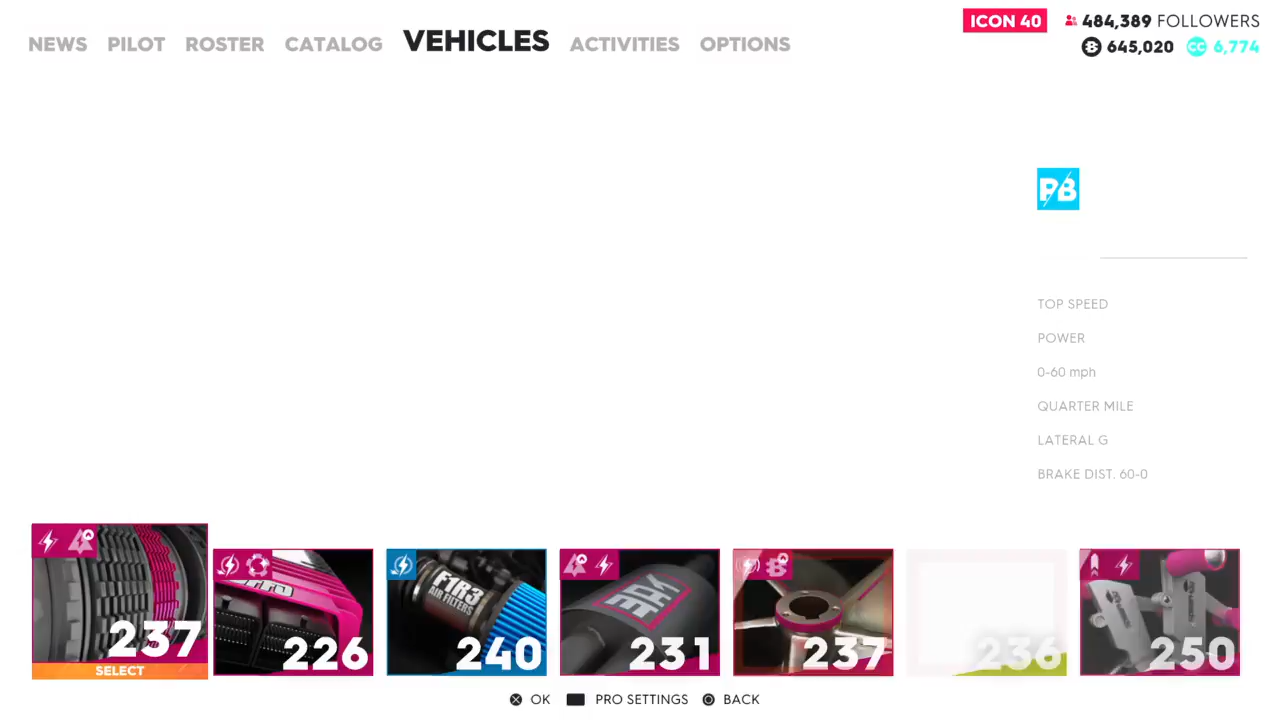 NEWS PILOT ROSTER CATALOG VEHICLES ACTIVITIES OPTIONS
ICON 40 484,389 FOLLOWERS
645,020 CC 6,774
PB
TOP SPEED
POWER
0-60 mph
QUARTER MILE
LATERAL G
BRAKE DIST. 60-0
F1R3
AIR FILTERS
237 226 240 231 237 236 250
SELECT
OK PRO SETTINGS BACK